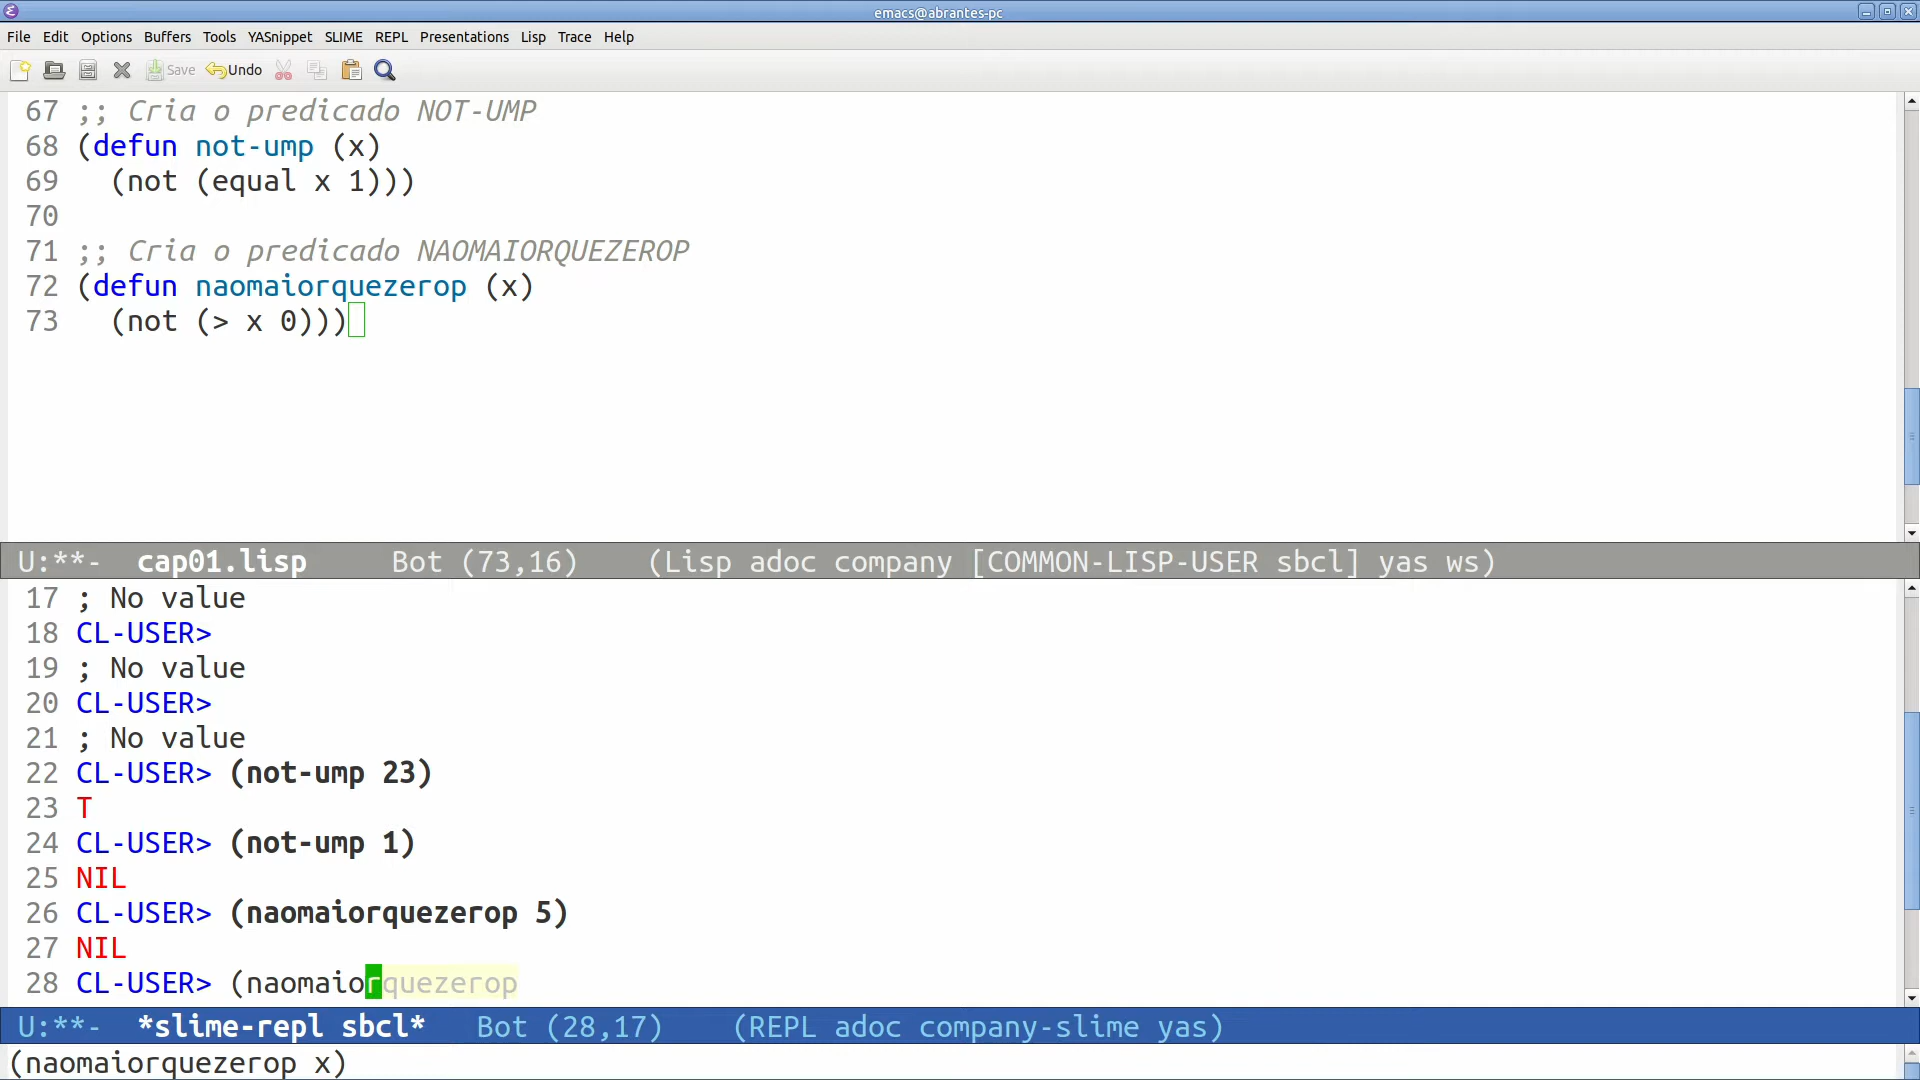 emacs@abrantes-pc
File Edit Options Buffers Tools YASnippet SLIME REPL Presentations Lisp Trace Help
Save Undo
67 ;; Cria o predicado NOT-UMP
68 (defun not-ump (x)
69   (not (equal x 1)))
70
71 ;; Cria o predicado NAOMAIORQUEZEROP
72 (defun naomaiorquezerop (x)
73   (not (> x 0)))
U:**-  cap01.lisp     Bot (73,16)    (Lisp adoc company [COMMON-LISP-USER sbcl] yas ws)
17 ; No value
18 CL-USER>
19 ; No value
20 CL-USER>
21 ; No value
22 CL-USER> (not-ump 23)
23 T
24 CL-USER> (not-ump 1)
25 NIL
26 CL-USER> (naomaiorquezerop 5)
27 NIL
28 CL-USER> (naomaiorquezerop
U:**-  *slime-repl sbcl*   Bot (28,17)    (REPL adoc company-slime yas)
(naomaiorquezerop x)